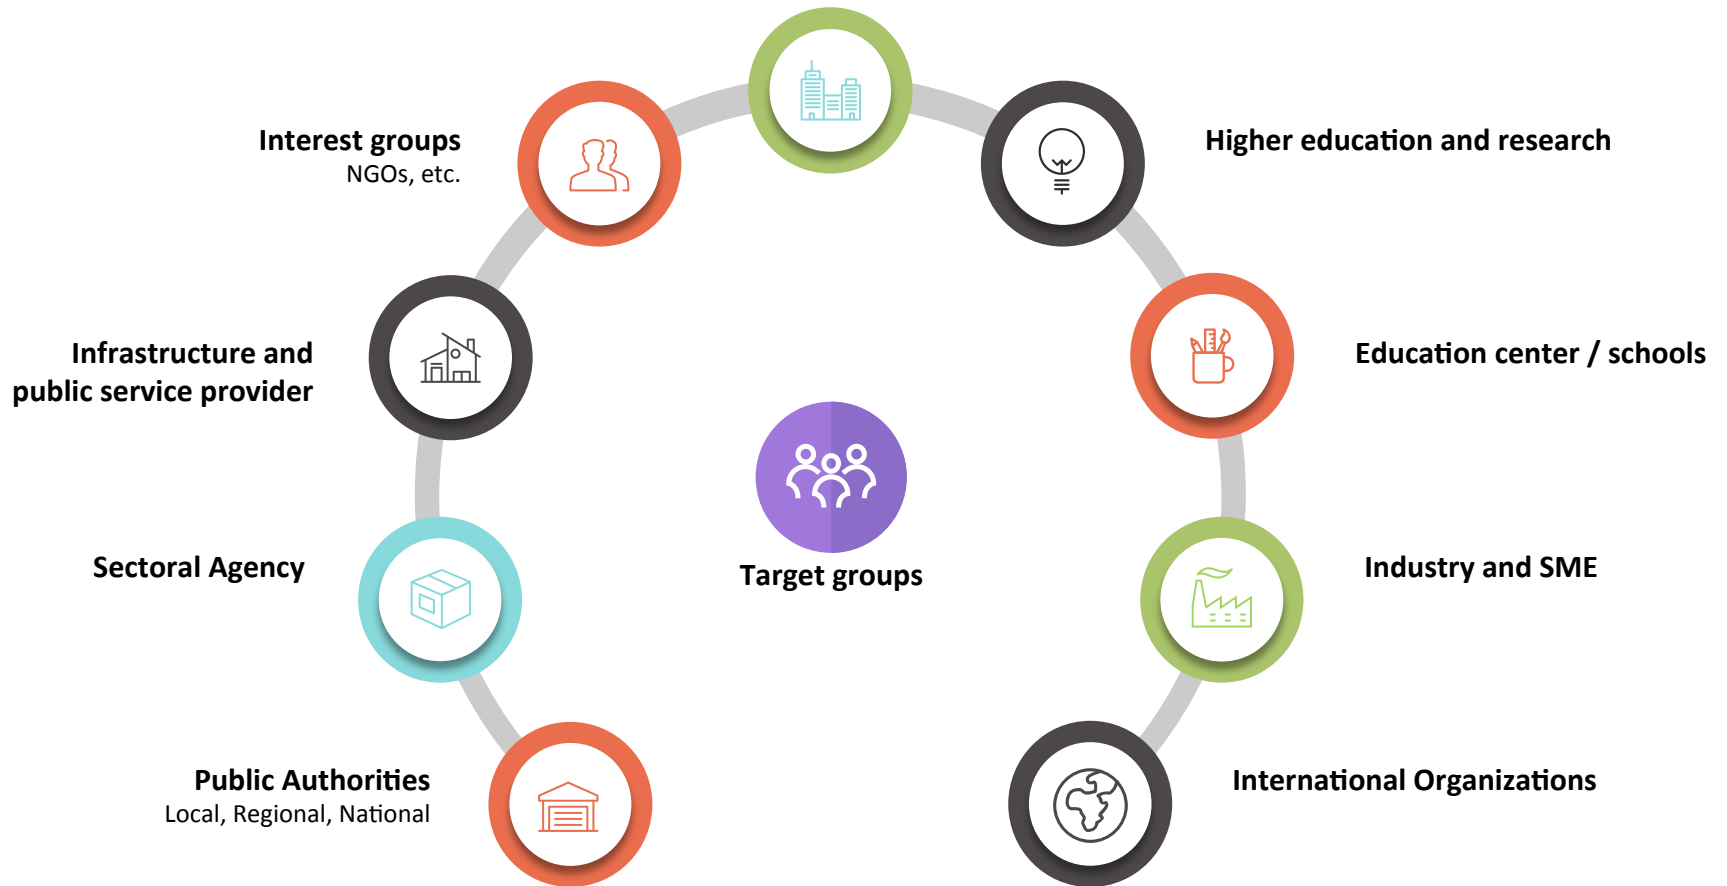 Interest groups
NGOs, etc.
Higher education and research
Infrastructure and
public service provider
Education center / schools
Target groups
Sectoral Agency
Industry and SME
Public Authorities
Local, Regional, National
International Organizations